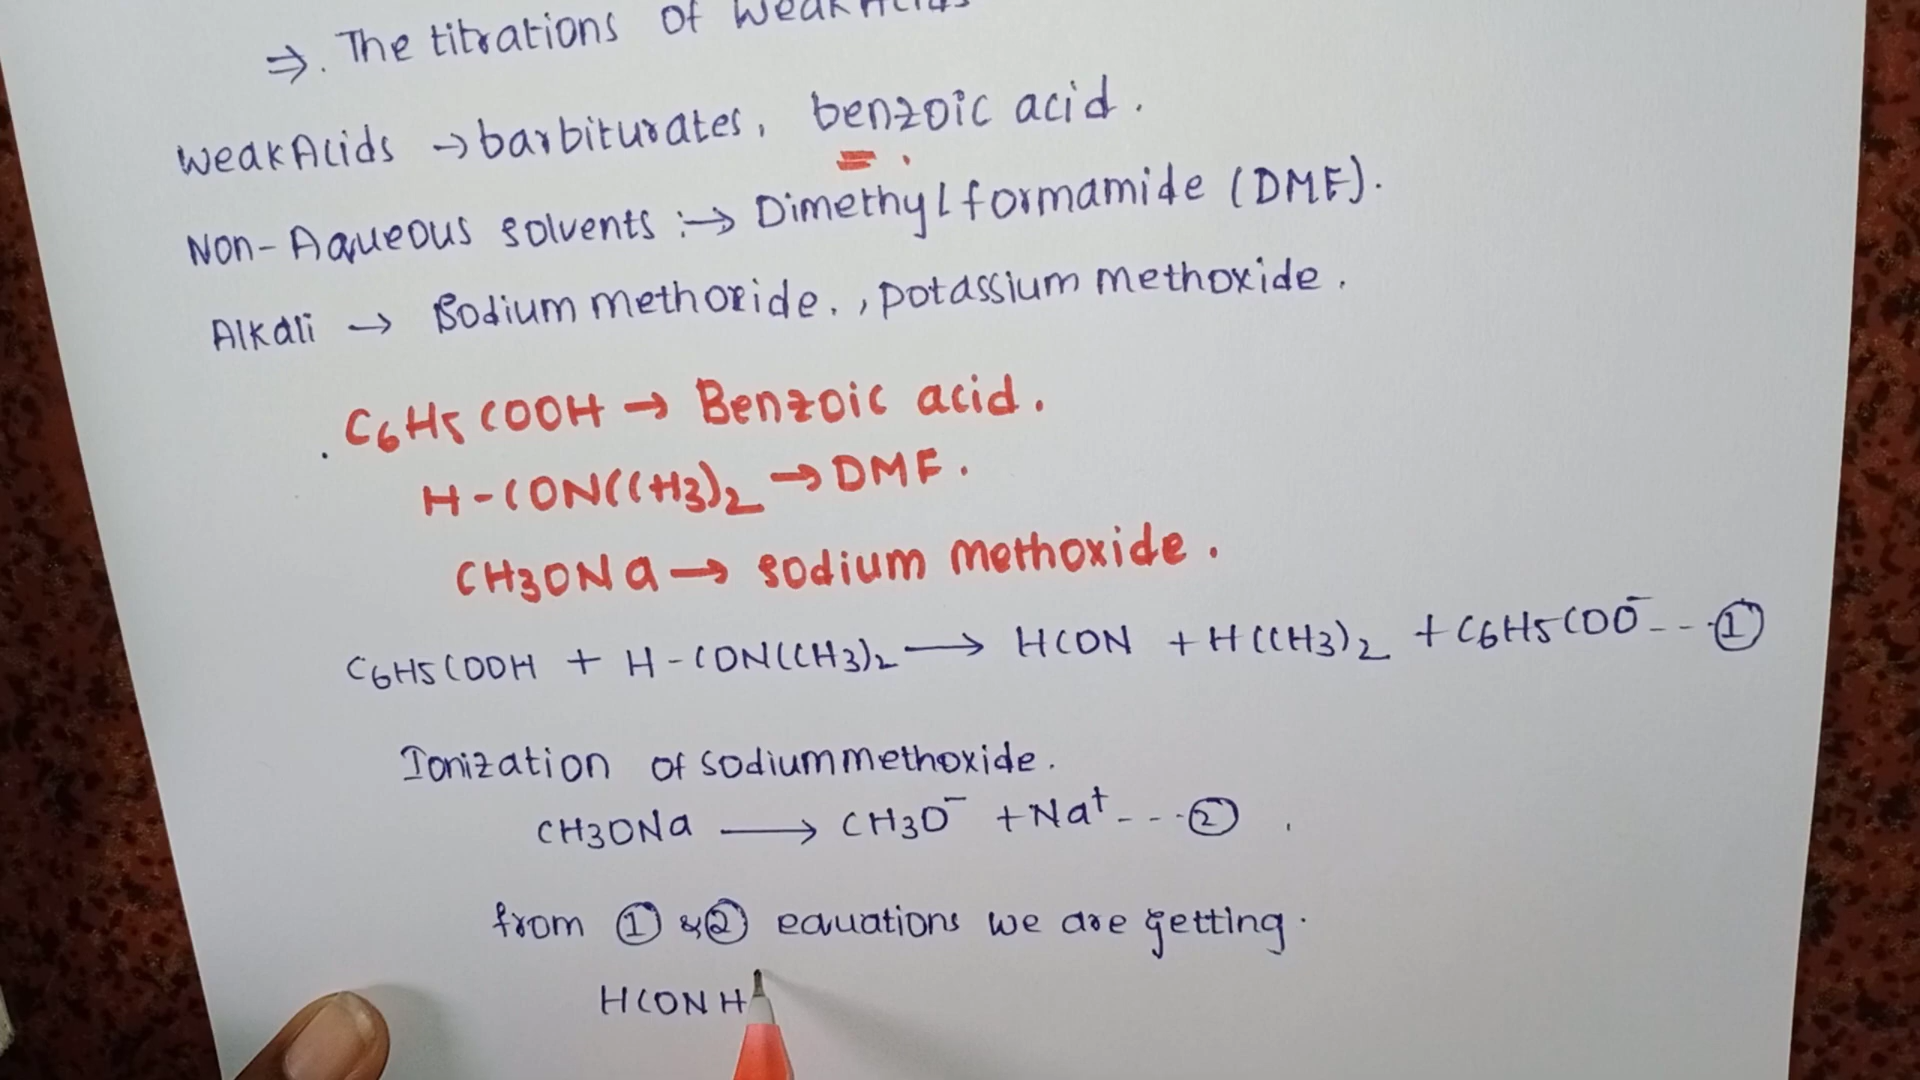 ⇒. The titrations of Weak Acids
Weak Acids → barbiturates, benzoic acid.
Non-Aqueous solvents :→ Dimethyl formamide (DMF).
Alkali → Sodium methoxide., potassium methoxide.
C6H5COOH → Benzoic acid.
H-CON(CH3)2 → DMF.
CH3ONa → sodium methoxide.
C6H5COOH + H-CON(CH3)2 → HCON + H(CH3)2 + C6H5COO⁻ --- ①
Ionization of sodium methoxide.
CH3ONa → CH3O⁻ + Na⁺ --- ②
from ① & ② equations we are getting.
HCONH